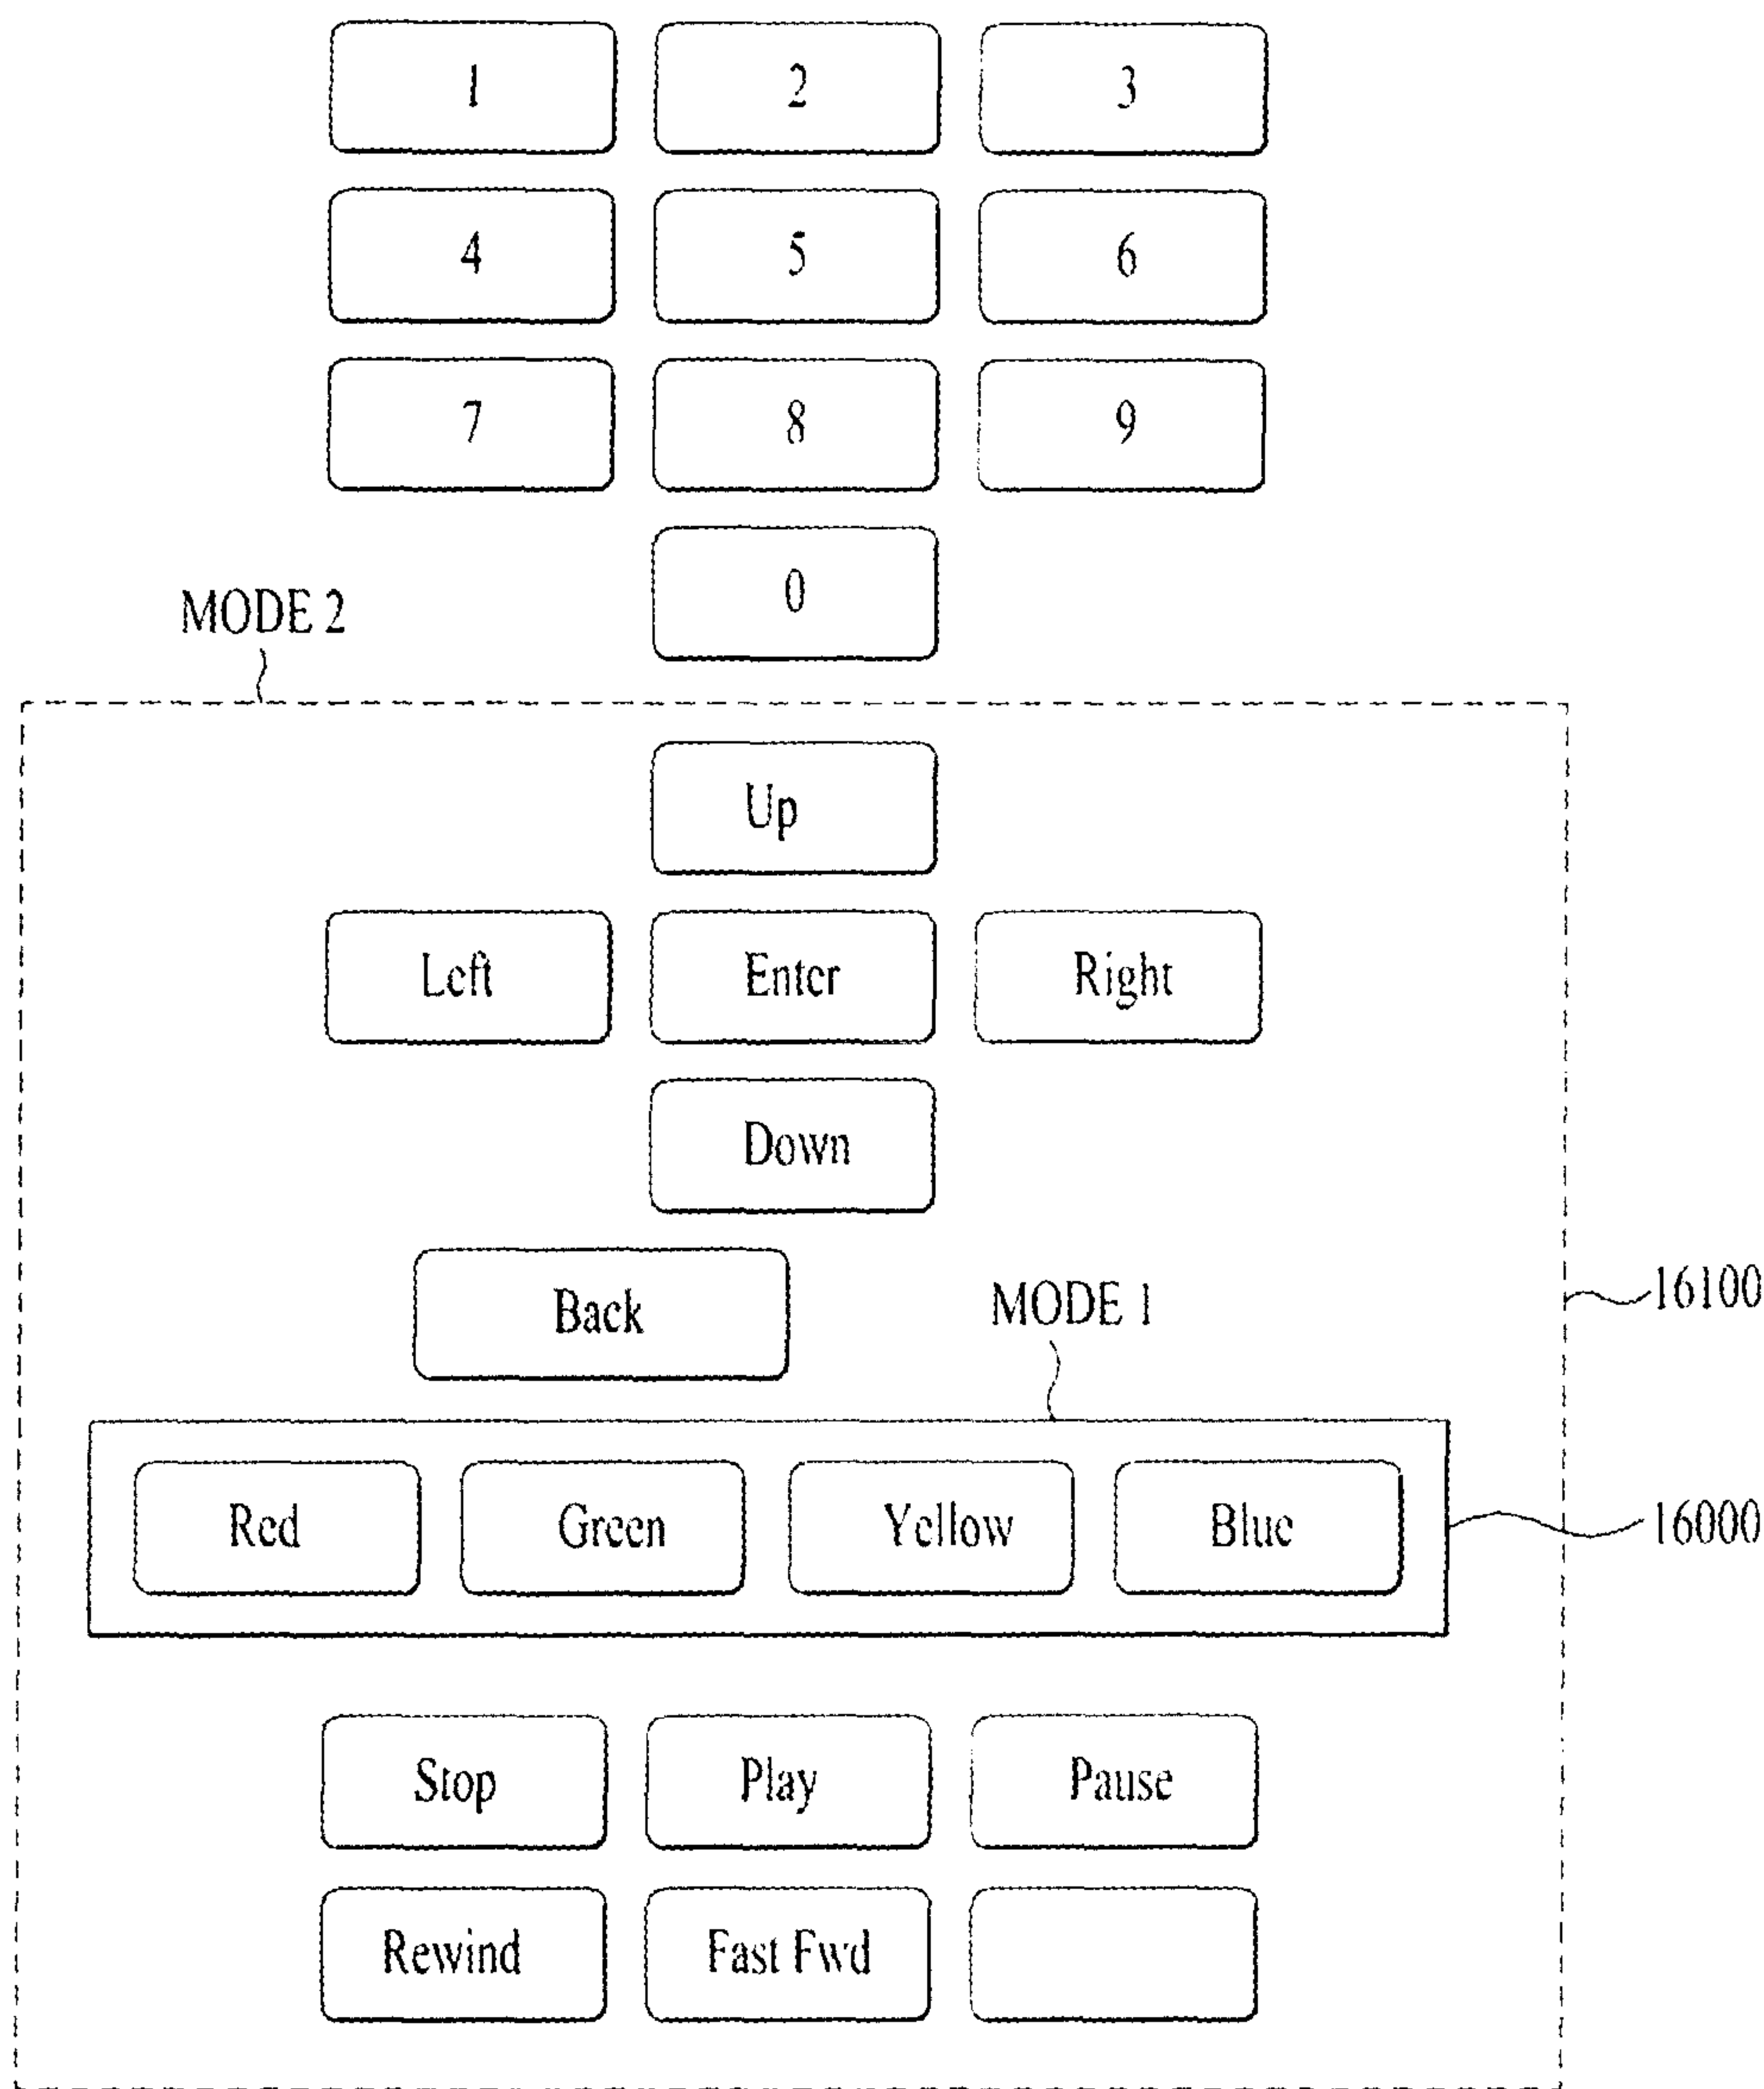 1 2 3
4 5 6
7 8 9
0
MODE 2
Up
Left Enter Right
Down
Back MODE 1 16100
Red Green Yellow Blue 16000
Stop Play Pause
Rewind Fast Fwd